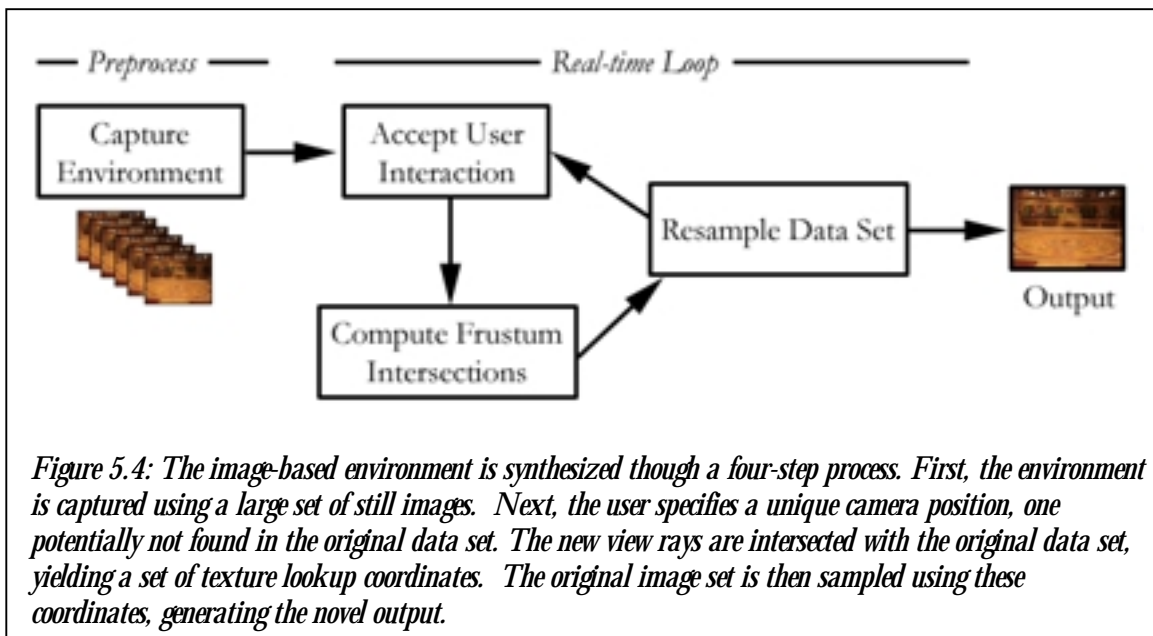 Preprocess
Real-time Loop
Capture
Environment
Accept User
Interaction
Compute Frustum
Intersections
Resample Data Set
Output
Figure 5.4: The image-based environment is synthesized though a four-step process. First, the environment
is captured using a large set of still images. Next, the user specifies a unique camera position, one
potentially not found in the original data set. The new view rays are intersected with the original data set,
yielding a set of texture lookup coordinates. The original image set is then sampled using these
coordinates, generating the novel output.